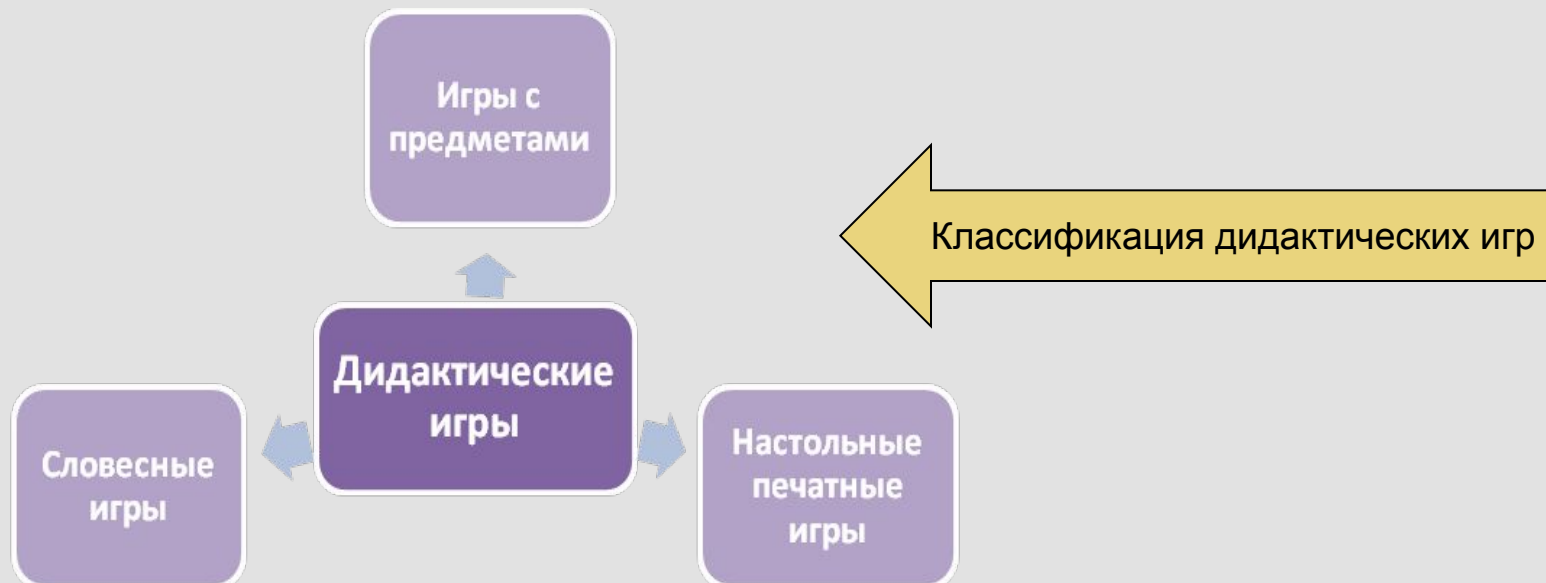 Игры с
предметами
Классификация дидактических игр
Дидактические
игры
Словесные
игры
Настольные
печатные
игры